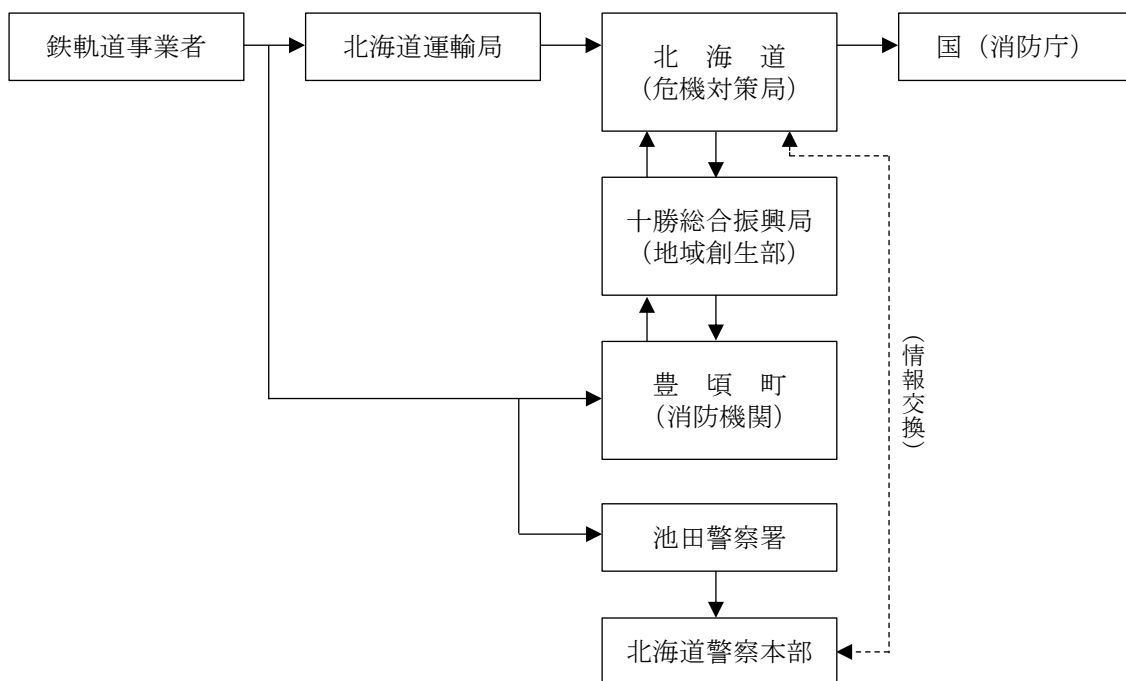 鉄軌道事業者
北海道運輸局
北　海　道
（危機対策局）
国（消防庁）
十勝総合振興局
（地域創生部）
豊　頃　町
（消防機関）
（情報交換）
池田警察署
北海道警察本部